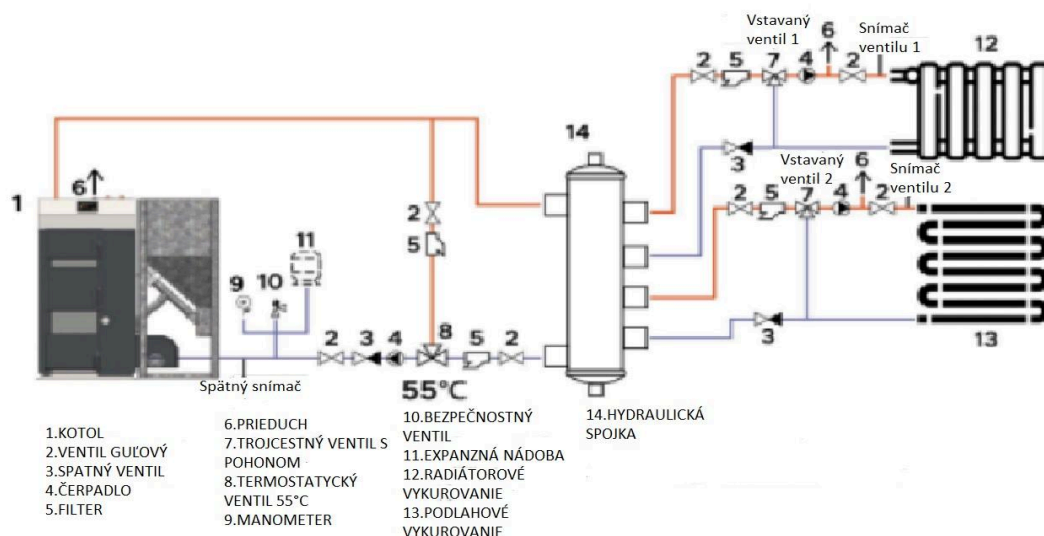 Vstavaný
ventil 1
6
Snímač
ventilu 1
12
2 5 7 4 2
14
3
Vstavaný
ventil 2
6
Snímač
ventilu 2
1
6
2
2 5 7 4 2
11
5
9 10
3
13
8
2 3 4 5 2
Spätný snímač
55°C
1.KOTOL
2.VENTIL GUĽOVÝ
3.SPATNÝ VENTIL
4.ČERPADLO
5.FILTER
6.PRIEDUCH
7.TROJCESTNÝ VENTIL S
POHONOM
8.TERMOSTATYCKÝ
VENTIL 55°C
9.MANOMETER
10.BEZPEČNOSTNÝ
VENTIL
11.EXPANZNÁ NÁDOBA
12.RADIÁTOROVÉ
VYKUROVANIE
13.PODLAHOVÉ
VYKUROVANIE
14.HYDRAULICKÁ
SPOJKA